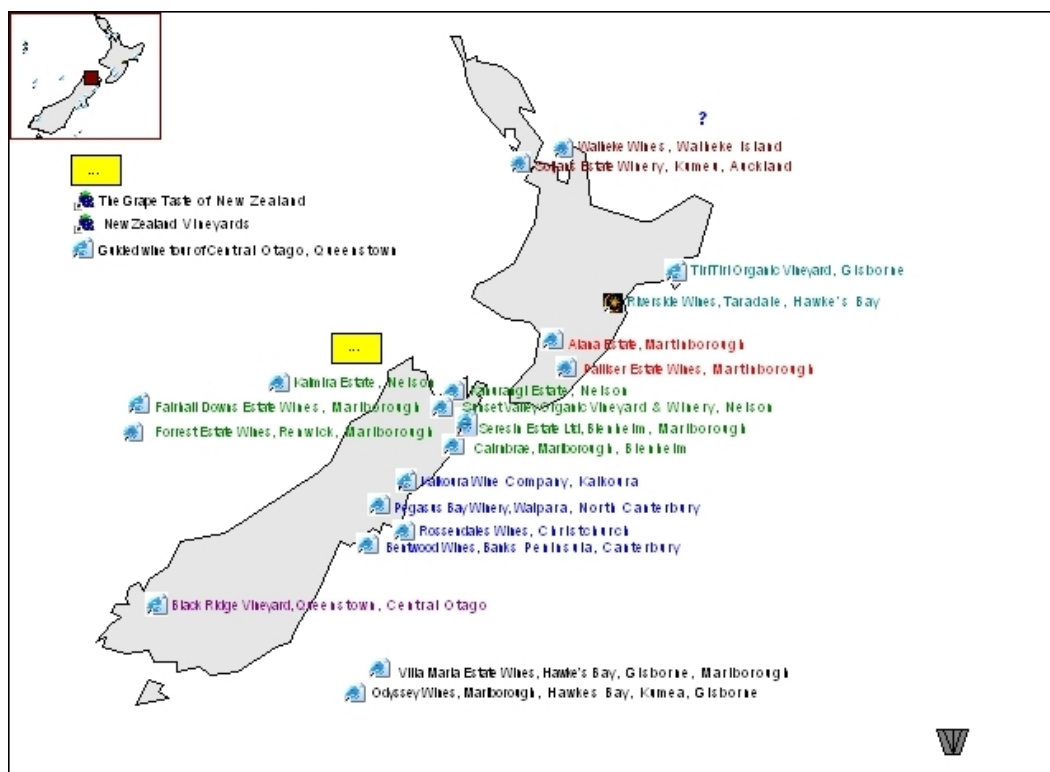 ?
Waiheke Wines, Waiheke Island
Soljans Estate Winery, Kumeu, Auckland
...
The Grape Taste of New Zealand
New Zealand Vineyards
Guided wine tour of Central Otago, Queenstown
TiriTiri Organic Vineyard, Gisborne
Riverside Wines, Taradale, Hawke's Bay
...
Alana Estate, Martinborough
Palliser Estate Wines, Martinborough
Kaimira Estate, Nelson
Kahurangi Estate, Nelson
Fairhall Downs Estate Wines, Marlborough
Sunset Valley Organic Vineyard & Winery, Nelson
Forrest Estate Wines, Renwick, Marlborough
Seresin Estate Ltd, Blenheim, Marlborough
Cairnbrae, Marlborough, Blenheim
Kaikoura Wine Company, Kaikoura
Pegasus Bay Winery, Waipara, North Canterbury
Rossendales Wines, Christchurch
Bentwood Wines, Banks Peninsula, Canterbury
Black Ridge Vineyard, Queenstown, Central Otago
Villa Maria Estate Wines, Hawke's Bay, Gisborne, Marlborough
Odyssey Wines, Marlborough, Hawkes Bay, Kumea, Gisborne